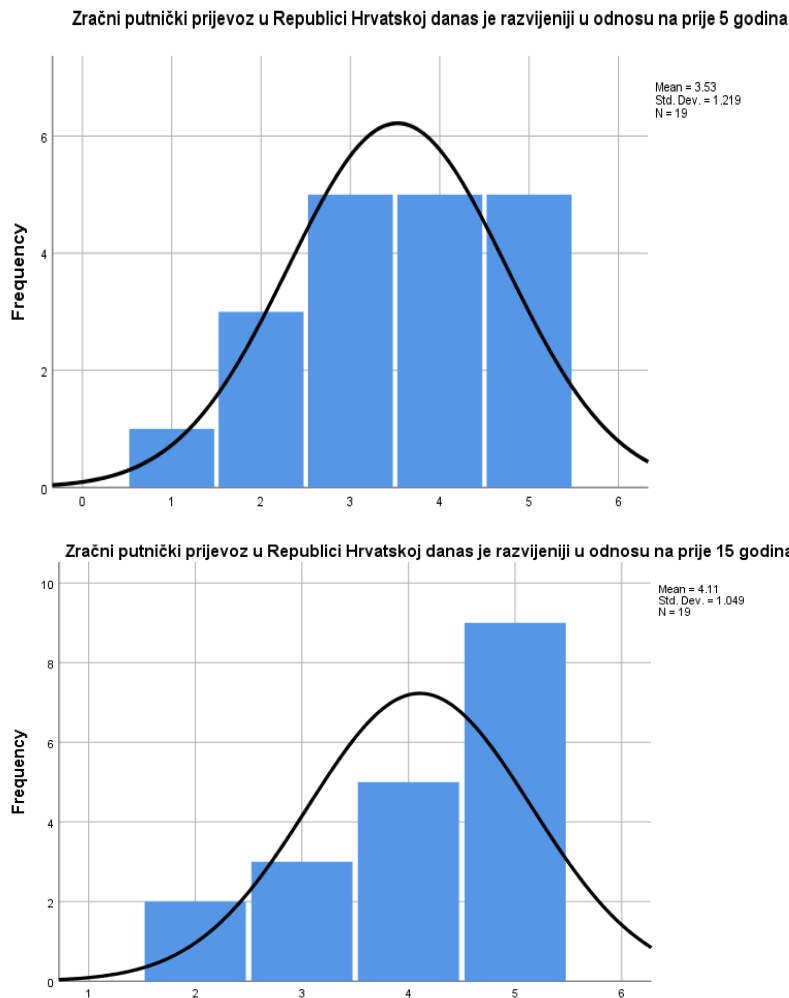 Zračni putnički prijevoz u Republici Hrvatskoj danas je razvijeniji u odnosu na prije 5 godina
Mean = 3.53
Std. Dev. = 1.219
N = 19
Frequency
6
4
2
0
0 1 2 3 4 5 6
Zračni putnički prijevoz u Republici Hrvatskoj danas je razvijeniji u odnosu na prije 15 godina
Mean = 4.11
Std. Dev. = 1.049
N = 19
Frequency
10
8
6
4
2
0
1 2 3 4 5 6